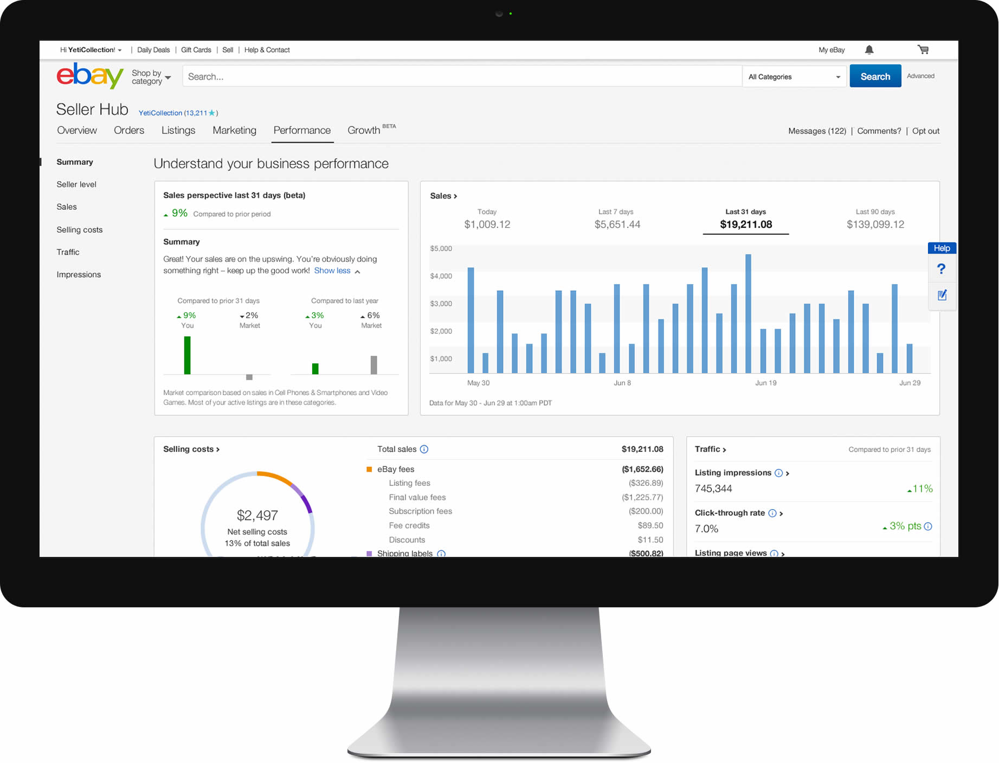 Hi YetiCollection! | Daily Deals | Gift Cards | Sell | Help & Contact
My eBay
ebay
Shop by category
Search...
All Categories
Search
Advanced
Seller Hub YetiCollection (13,211★)
Overview Orders Listings Marketing Performance Growth BETA
Messages (122) | Comments? | Opt out
Summary
Seller level
Sales
Selling costs
Traffic
Impressions
Understand your business performance
Sales perspective last 31 days (beta)
9% Compared to prior period
Summary
Great! Your sales are on the upswing. You're obviously doing
something right – keep up the good work! Show less
Compared to prior 31 days
9% 2%
You Market
Compared to last year
3% 6%
You Market
Market comparison based on sales in Cell Phones & Smartphones and Video
Games. Most of your active listings are in these categories.
Sales >
Today Last 7 days Last 31 days Last 90 days
$1,009.12 $5,651.44 $19,211.08 $139,099.12
$5,000
$4,000
$3,000
$2,000
$1,000
May 30 Jun 8 Jun 19 Jun 29
Data for May 30 - Jun 29 at 1:00am PDT
Help
?
Selling costs >
$2,497
Net selling costs
13% of total sales
Total sales $19,211.08
eBay fees ($1,652.66)
Listing fees ($326.89)
Final value fees ($1,225.77)
Subscription fees ($200.00)
Fee credits $89.50
Discounts $11.50
Shipping labels ($500.82)
Traffic > Compared to prior 31 days
Listing impressions >
745,344 11%
Click-through rate >
7.0% 3% pts
Listing page views >